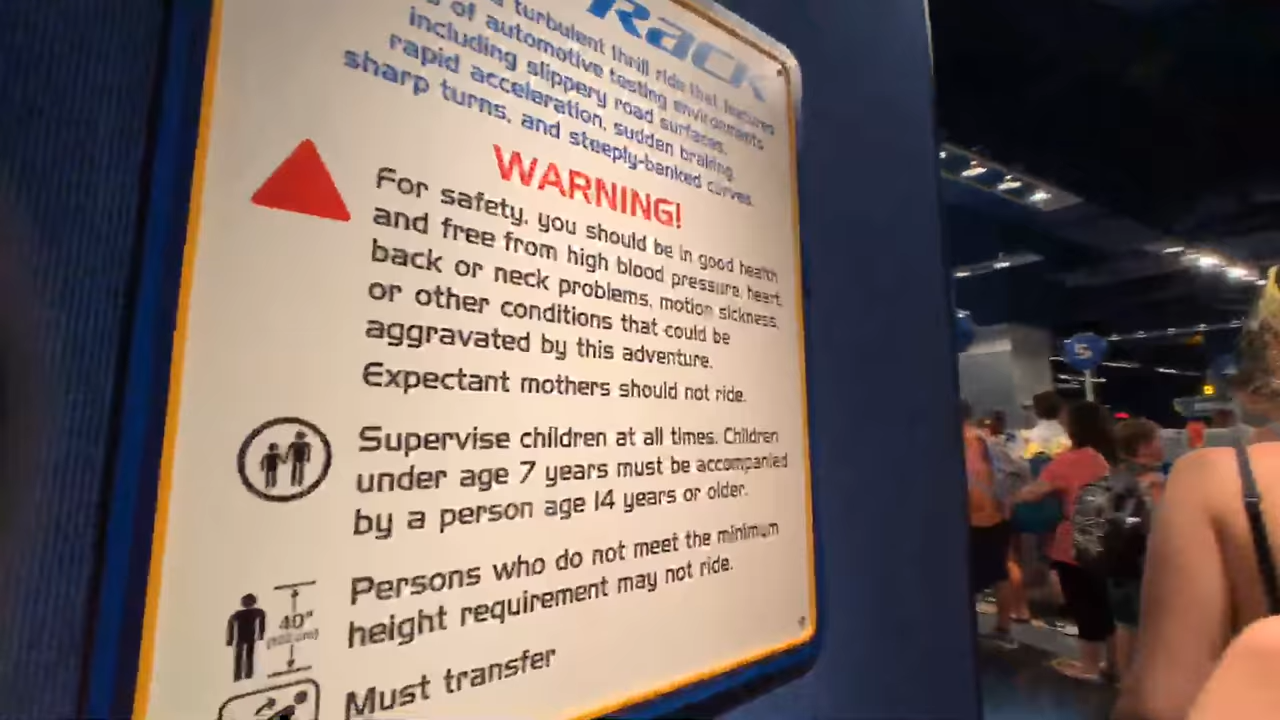 Rack
turbulent thrill ride that features
of automotive testing environments
including slippery road surfaces,
rapid acceleration, sudden braking,
sharp turns, and steeply-banked curves.
WARNING!
For safety, you should be in good health
and free from high blood pressure, heart,
back or neck problems, motion sickness,
or other conditions that could be
aggravated by this adventure.
Expectant mothers should not ride.
Supervise children at all times. Children
under age 7 years must be accompanied
by a person age 14 years or older.
Persons who do not meet the minimum
height requirement may not ride.
40"
Must transfer
5